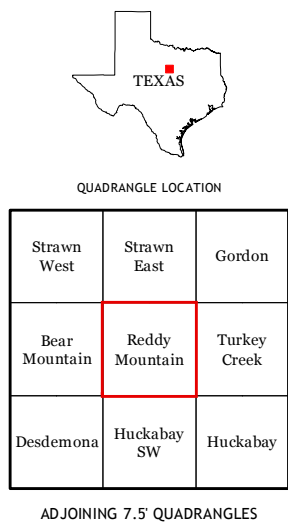 TEXAS
QUADRANGLE LOCATION
Strawn
West
Strawn
East
Gordon
Bear
Mountain
Reddy
Mountain
Turkey
Creek
Desdemona
Huckabay
SW
Huckabay
ADJOINING 7.5' QUADRANGLES